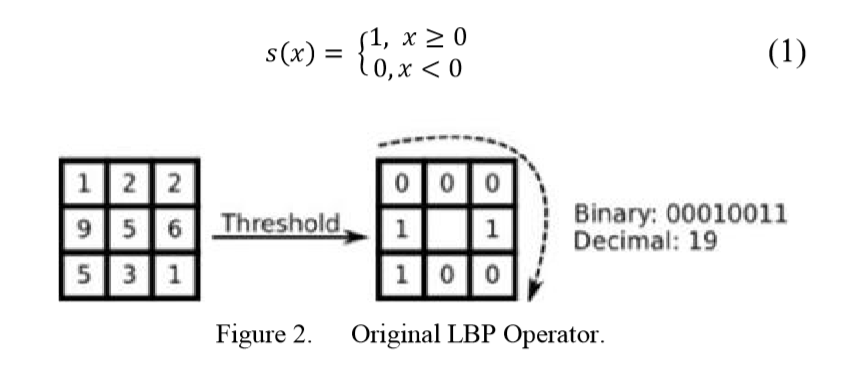 s(x) = {1, x ≥ 0
0, x < 0
(1)
1 2 2
9 5 6
5 3 1
Threshold
0 0 0
1 1
1 0 0
Binary: 00010011
Decimal: 19
Figure 2. Original LBP Operator.